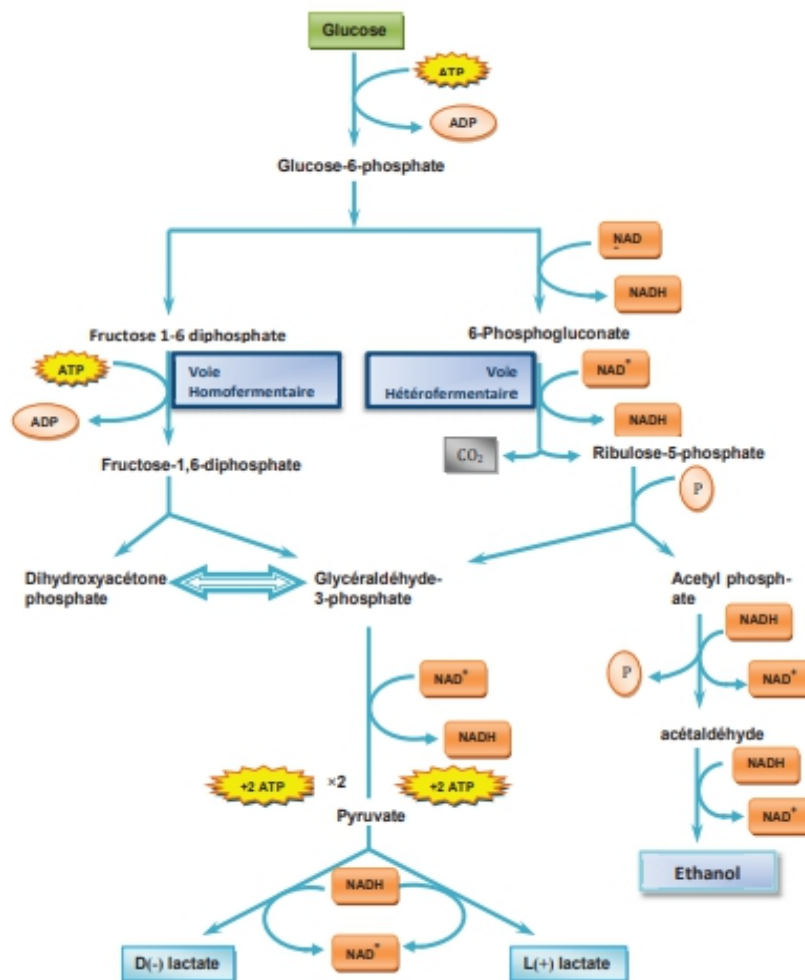 Glucose
ATP
ADP
Glucose-6-phosphate
NAD
-
NADH
Fructose 1-6 diphosphate
6-Phosphogluconate
ATP
Voie
Homofermentaire
Voie
Hétérofermentaire
NAD+
ADP
NADH
Fructose-1,6-diphosphate
CO2
Ribulose-5-phosphate
P
Dihydroxyacétone
phosphate
Glycéraldéhyde-
3-phosphate
Acetyl phosph-
ate
NADH
NAD+
P
NAD+
NADH
acétaldéhyde
NADH
+2 ATP
×2
+2 ATP
NAD+
Pyruvate
Ethanol
NADH
NAD+
D(-) lactate
L(+) lactate